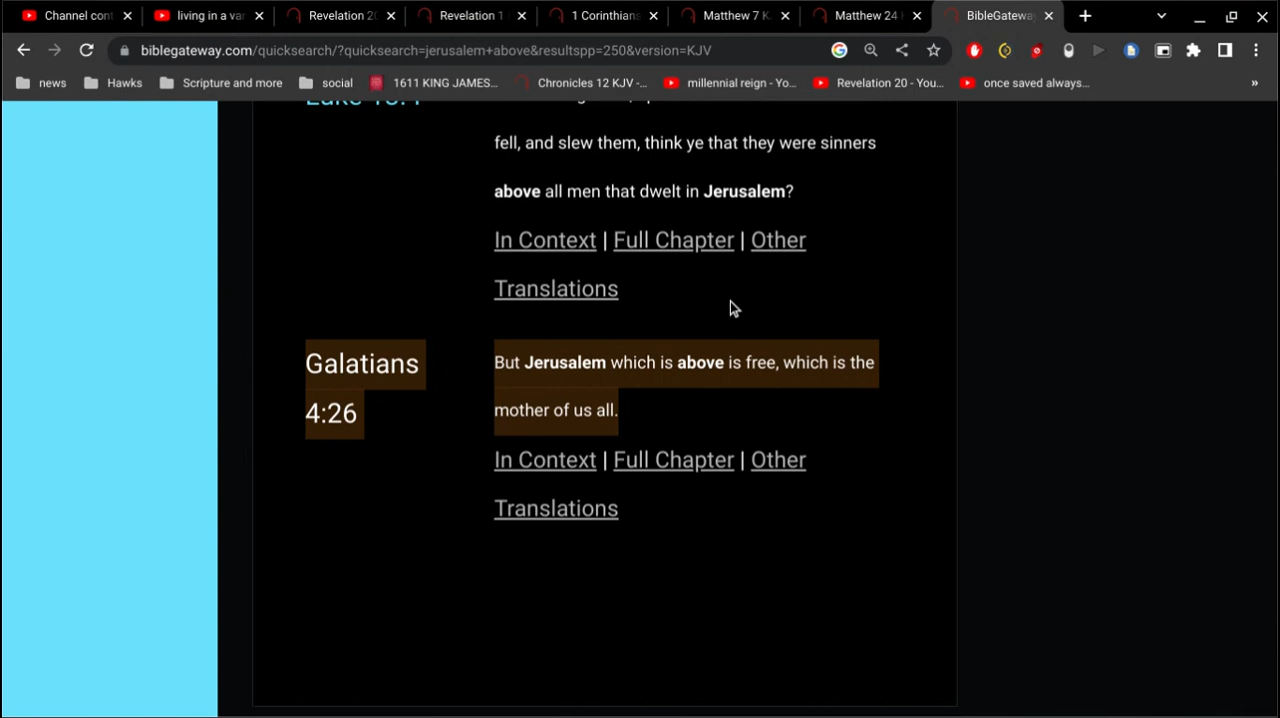 Channel cont
living in a var
Revelation 20
Revelation 1
1 Corinthians
Matthew 7 K
Matthew 24
BibleGateway
biblegateway.com/quicksearch/?quicksearch=jerusalem+above&resultspp=250&version=KJV
news
Hawks
Scripture and more
social
1611 KING JAMES...
Chronicles 12 KJV -...
millennial reign - Yo...
Revelation 20 - You...
once saved always...
»
fell, and slew them, think ye that they were sinners
above all men that dwelt in Jerusalem?
In Context | Full Chapter | Other
Translations
Galatians
4:26
But Jerusalem which is above is free, which is the
mother of us all.
In Context | Full Chapter | Other
Translations